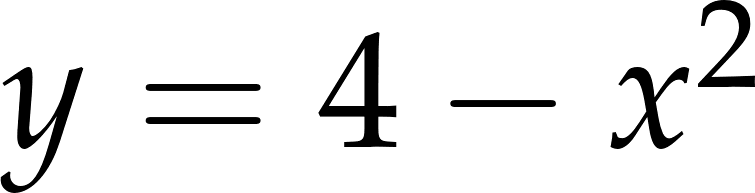 y = 4 − x²